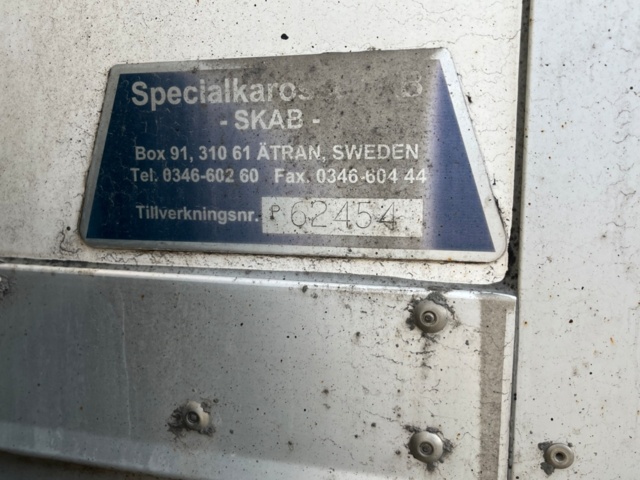 Specialkaros B
- SKAB -
Box 91, 310 61 ÄTRAN, SWEDEN
Tel. 0346-602 60 Fax. 0346-604 44
Tillverkningsnr. P 62454